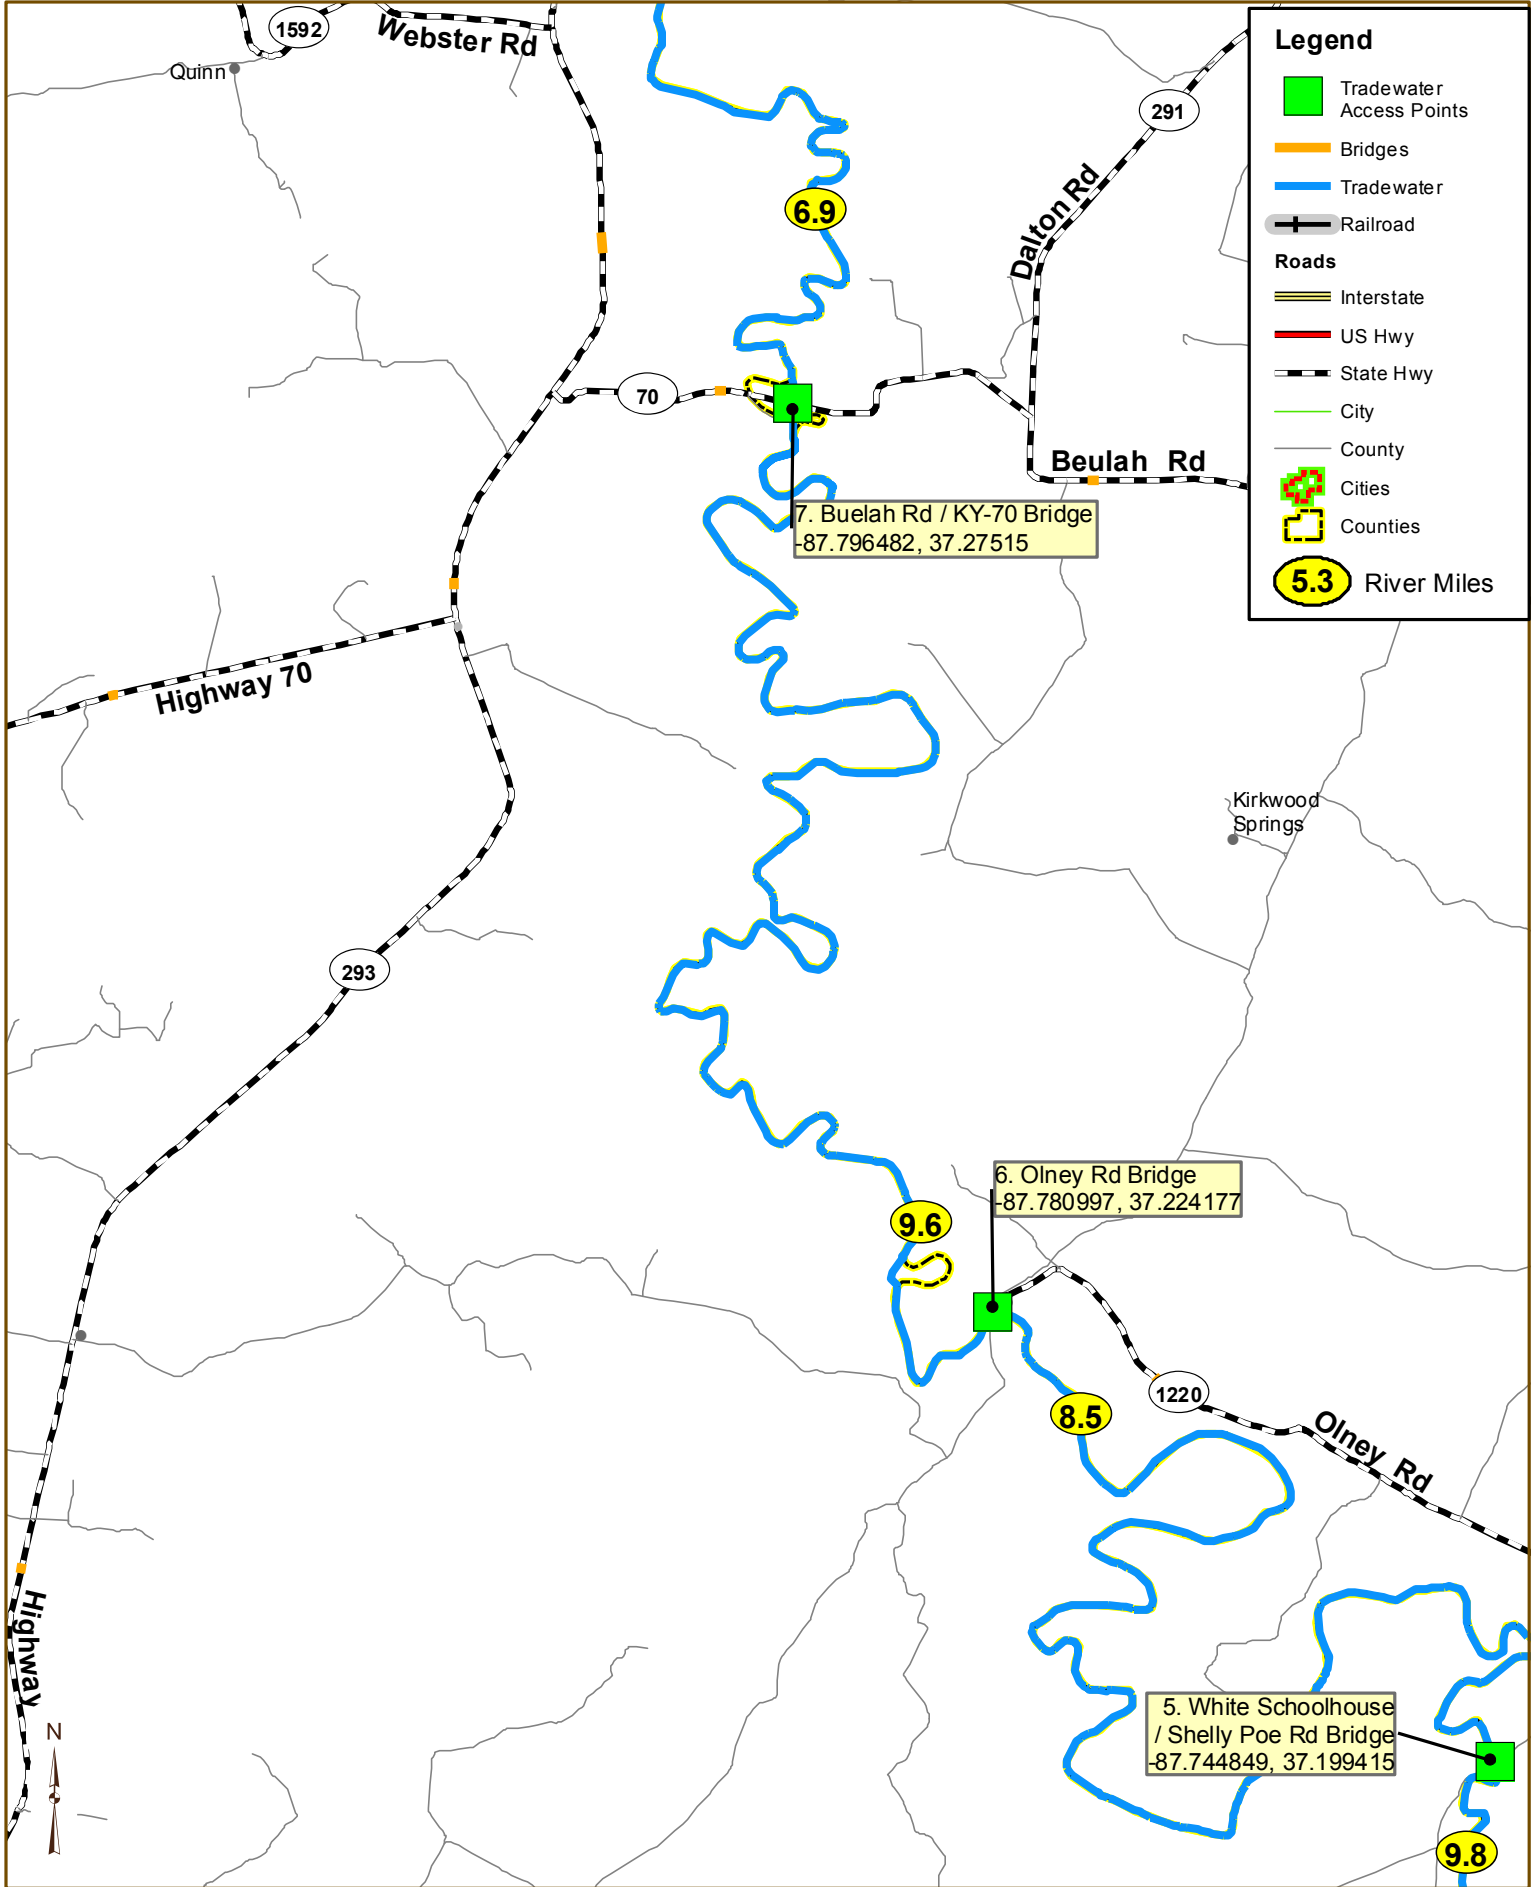 1592
Webster Rd
Quinn
291
Dalton Rd
6.9
70
Beulah Rd
7. Buelah Rd / KY-70 Bridge
-87.796482, 37.27515
Highway 70
Kirkwood
Springs
293
6. Olney Rd Bridge
-87.780997, 37.224177
9.6
8.5
1220
Olney Rd
Highway
N
5. White Schoolhouse
/ Shelly Poe Rd Bridge
-87.744849, 37.199415
9.8
Legend
Tradewater
Access Points
Bridges
Tradewater
Railroad
Roads
Interstate
US Hwy
State Hwy
City
County
Cities
Counties
5.3 River Miles